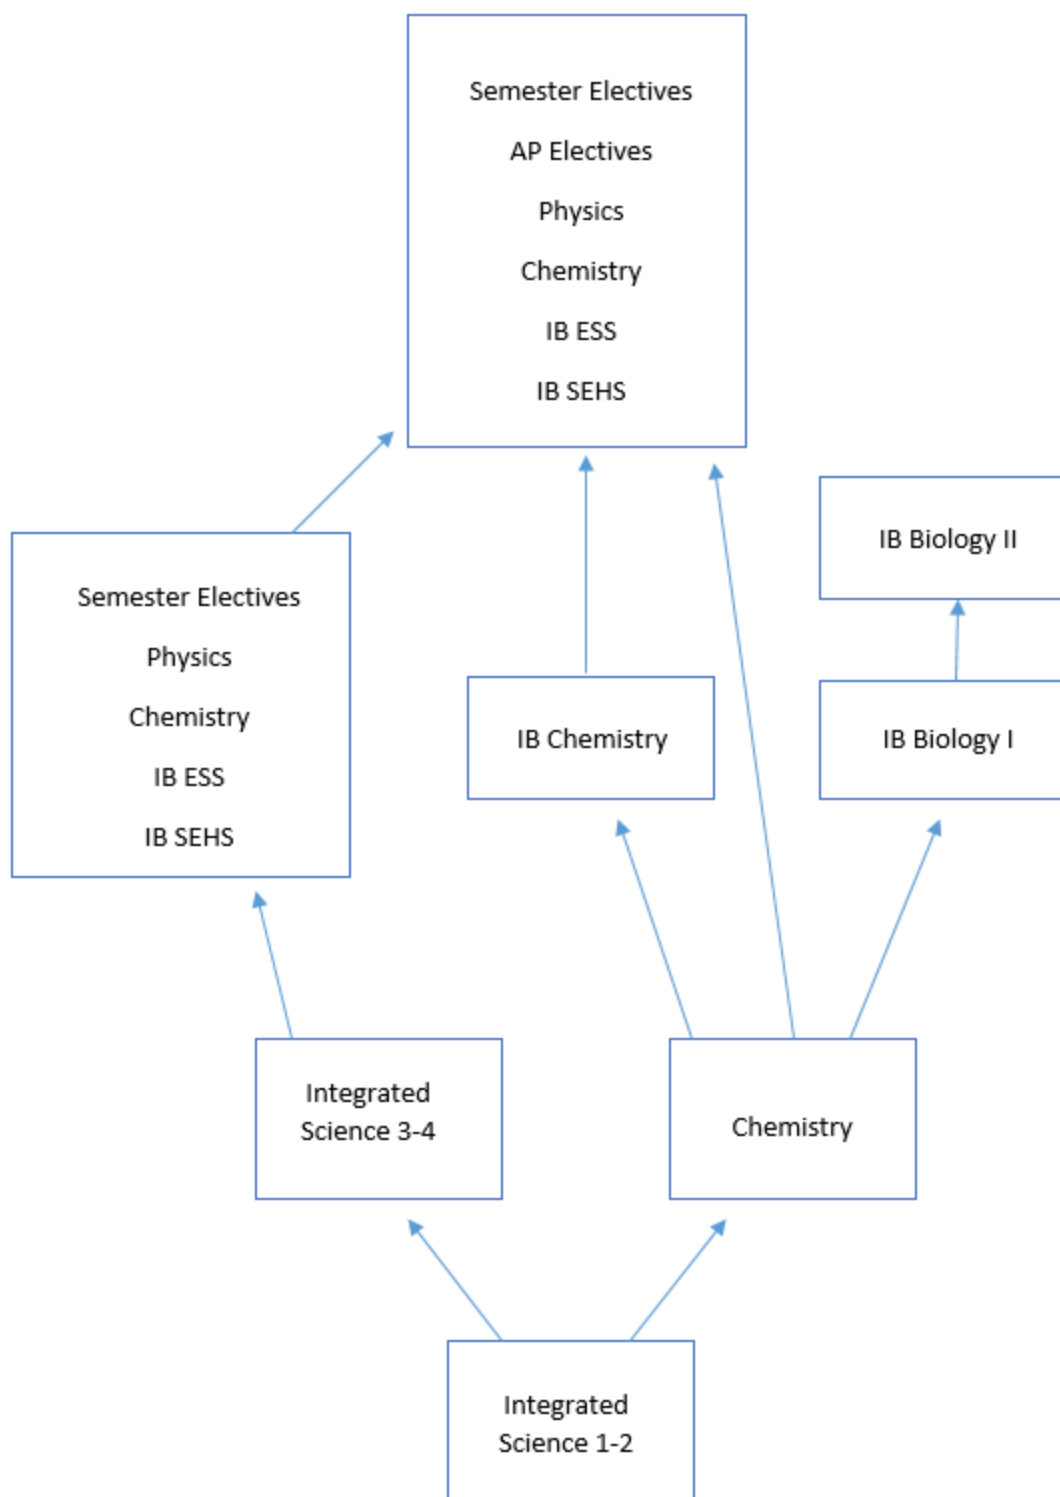 Semester Electives
AP Electives
Physics
Chemistry
IB ESS
IB SEHS
IB Biology II
Semester Electives
Physics
Chemistry
IB ESS
IB SEHS
IB Chemistry
IB Biology I
Integrated
Science 3-4
Chemistry
Integrated
Science 1-2